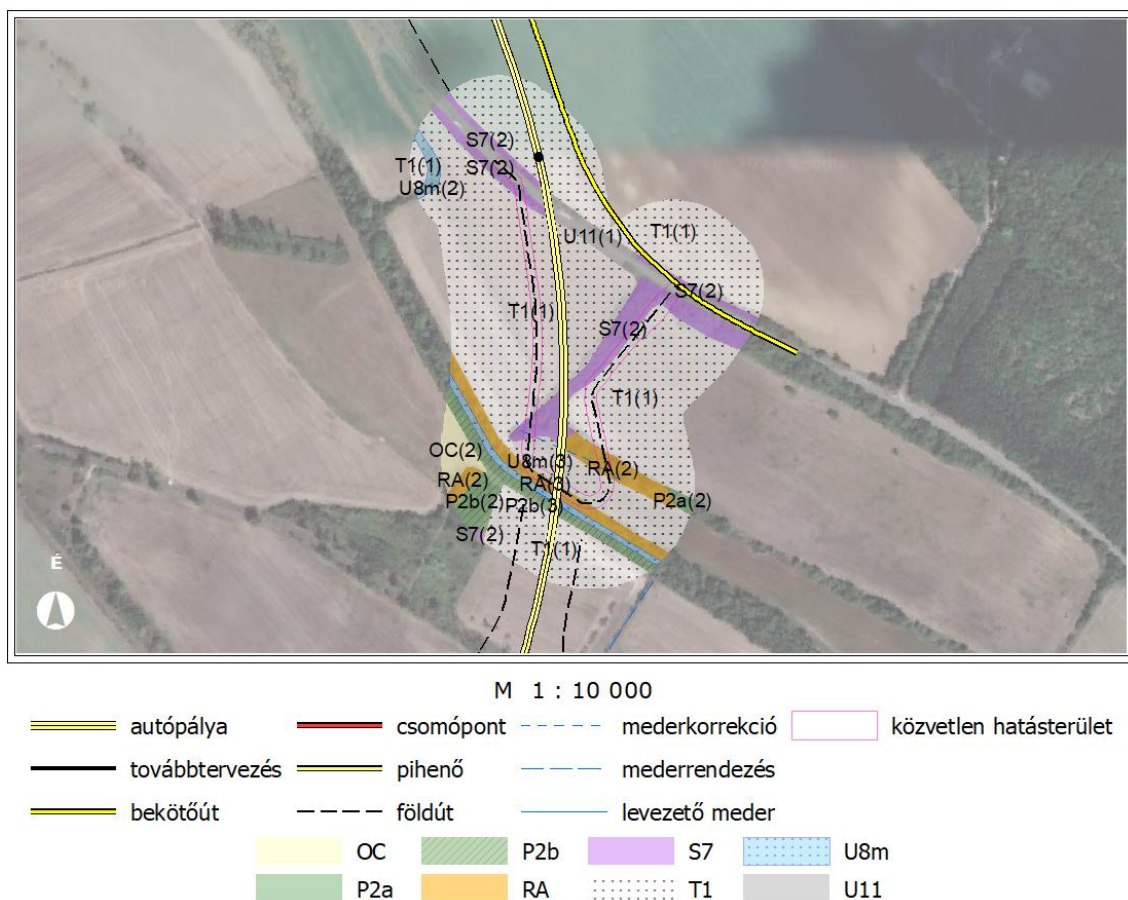 S7(2)
S7(2)
T1(1)
U8m(2)
U11(1)
T1(1)
S7(2)
T1(1)
S7(2)
T1(1)
OC(2)
U8m(3)
RA(2)
RA(2)
RA(3)
P2b(2)
P2b(3)
P2a(2)
S7(2)
T1(1)
É
M 1 : 10 000
autópálya csomópont mederkorrekció közvetlen hatásterület
továbbtervezés pihenő mederrendezés
bekötőút földút levezető meder
OC P2b S7 U8m
P2a RA T1 U11